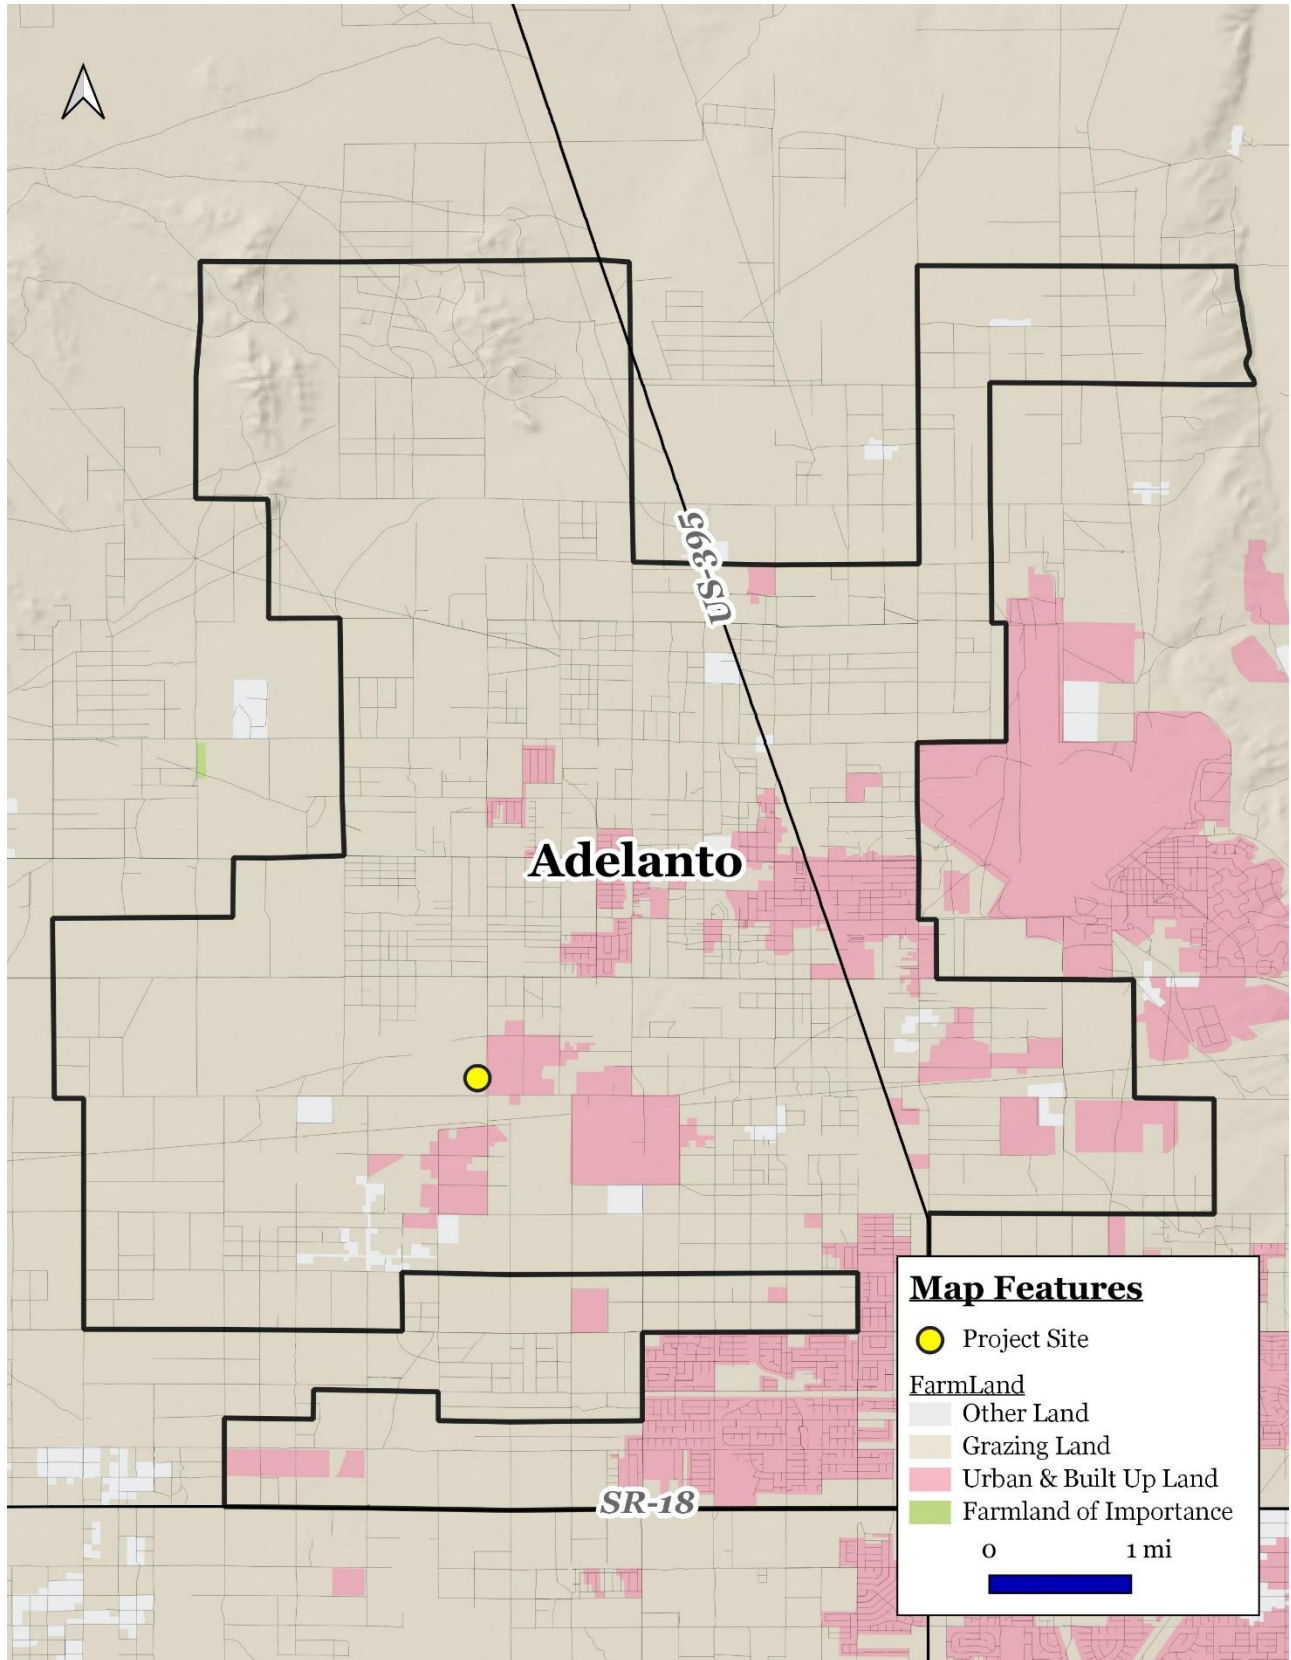 US-395
Adelanto
Map Features
Project Site
FarmLand
Other Land
Grazing Land
Urban & Built Up Land
Farmland of Importance
0 1 mi
SR-18